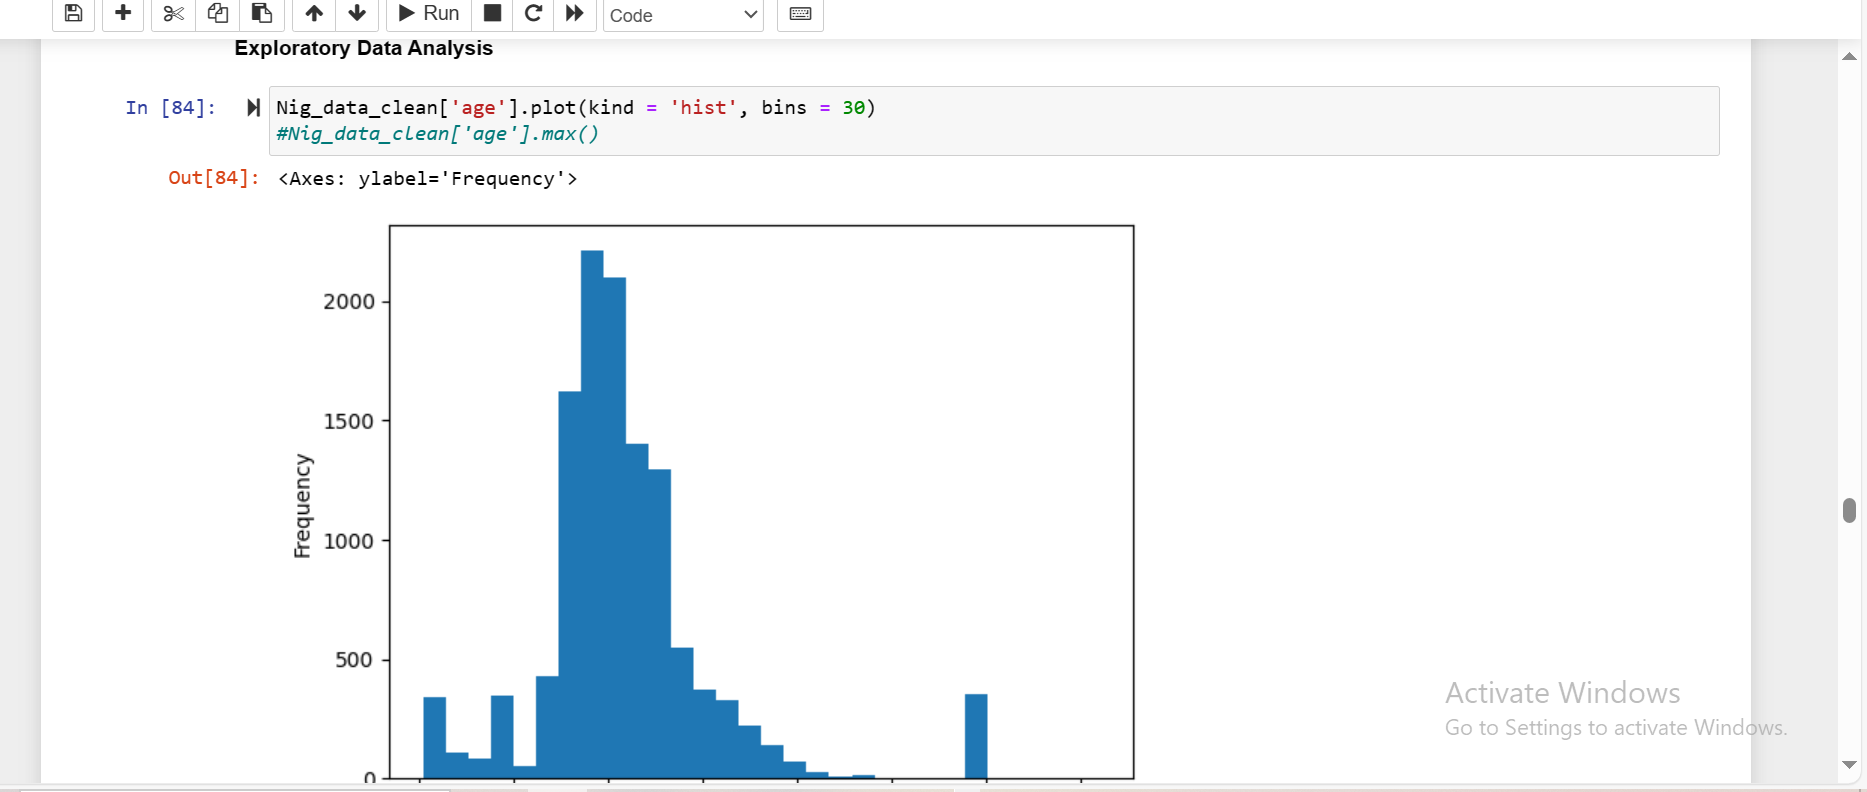 Run
Code
Exploratory Data Analysis
In [84]:
Nig_data_clean['age'].plot(kind = 'hist', bins = 30)
#Nig_data_clean['age'].max()
Out[84]: <Axes: ylabel='Frequency'>
2000
1500
1000
500
0
Frequency
Activate Windows
Go to Settings to activate Windows.